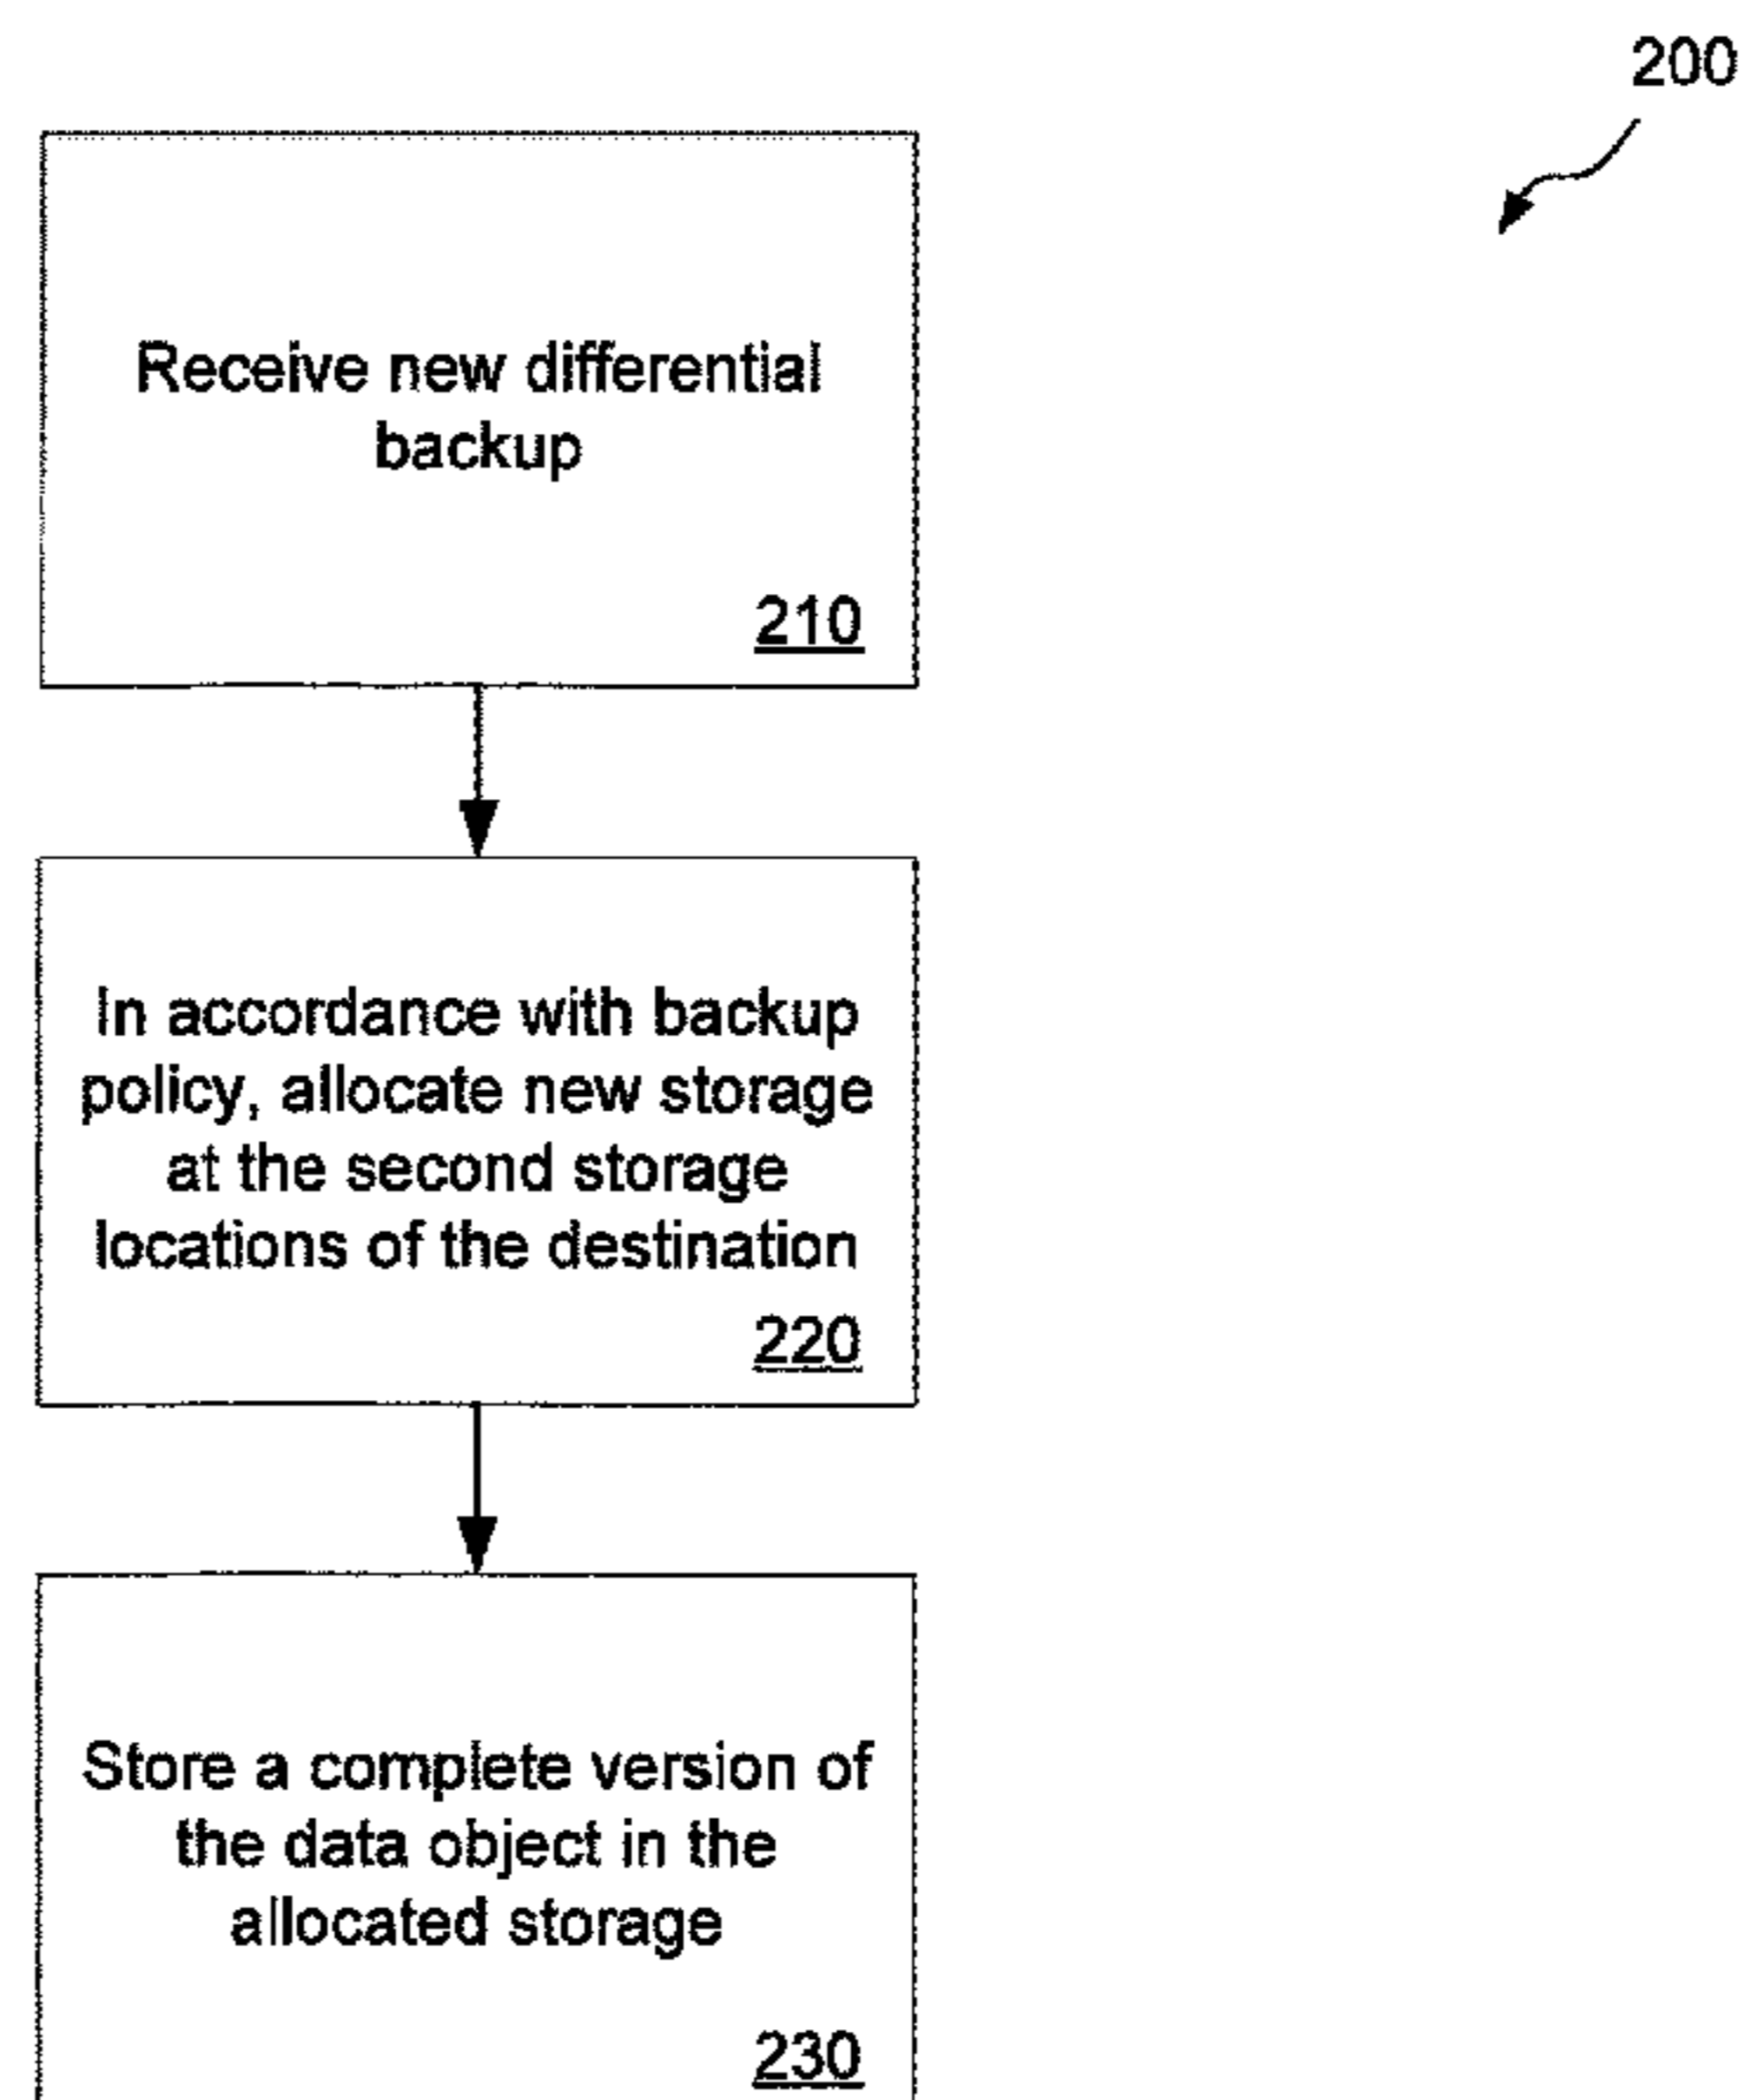 200
Receive new differential
backup
210
In accordance with backup
policy, allocate new storage
at the second storage
locations of the destination
220
Store a complete version of
the data object in the
allocated storage
230